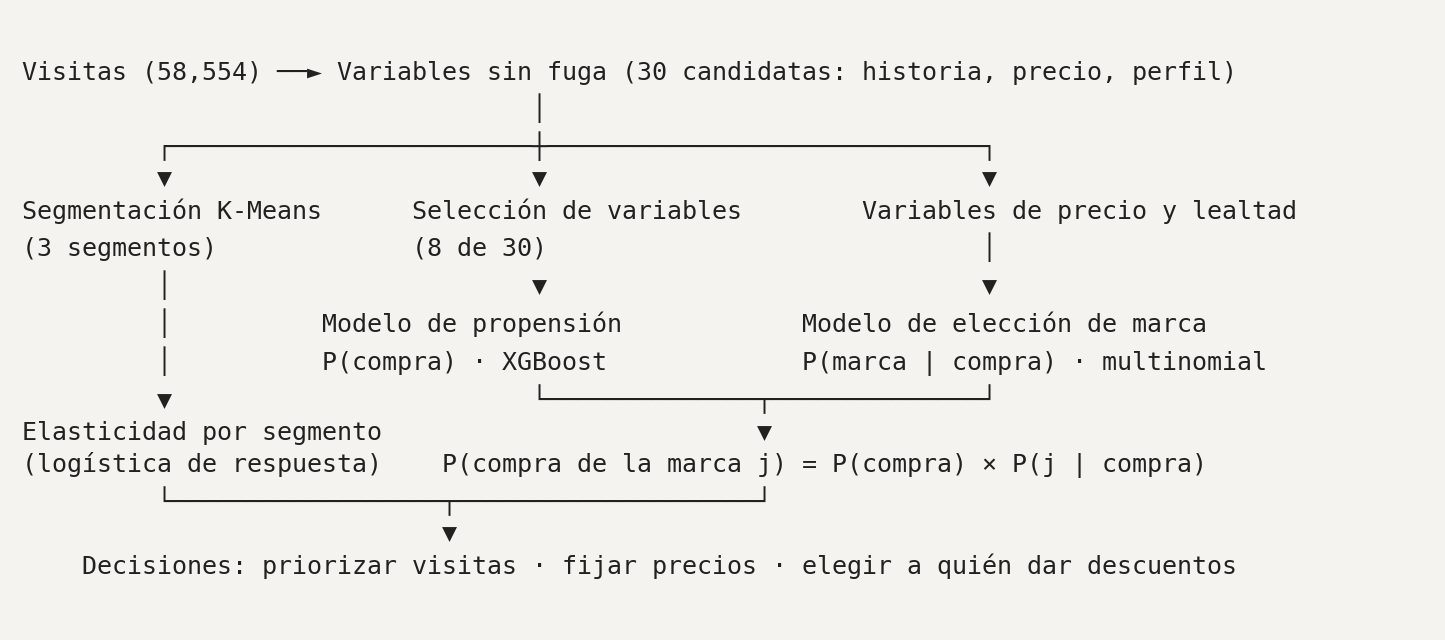 Visitas (58,554) ──► Variables sin fuga (30 candidatas: historia, precio, perfil)
Segmentación K-Means Selección de variables Variables de precio y lealtad
(3 segmentos) (8 de 30)
Modelo de propensión Modelo de elección de marca
P(compra) · XGBoost P(marca | compra) · multinomial
Elasticidad por segmento
(logística de respuesta) P(compra de la marca j) = P(compra) × P(j | compra)
Decisiones: priorizar visitas · fijar precios · elegir a quién dar descuentos